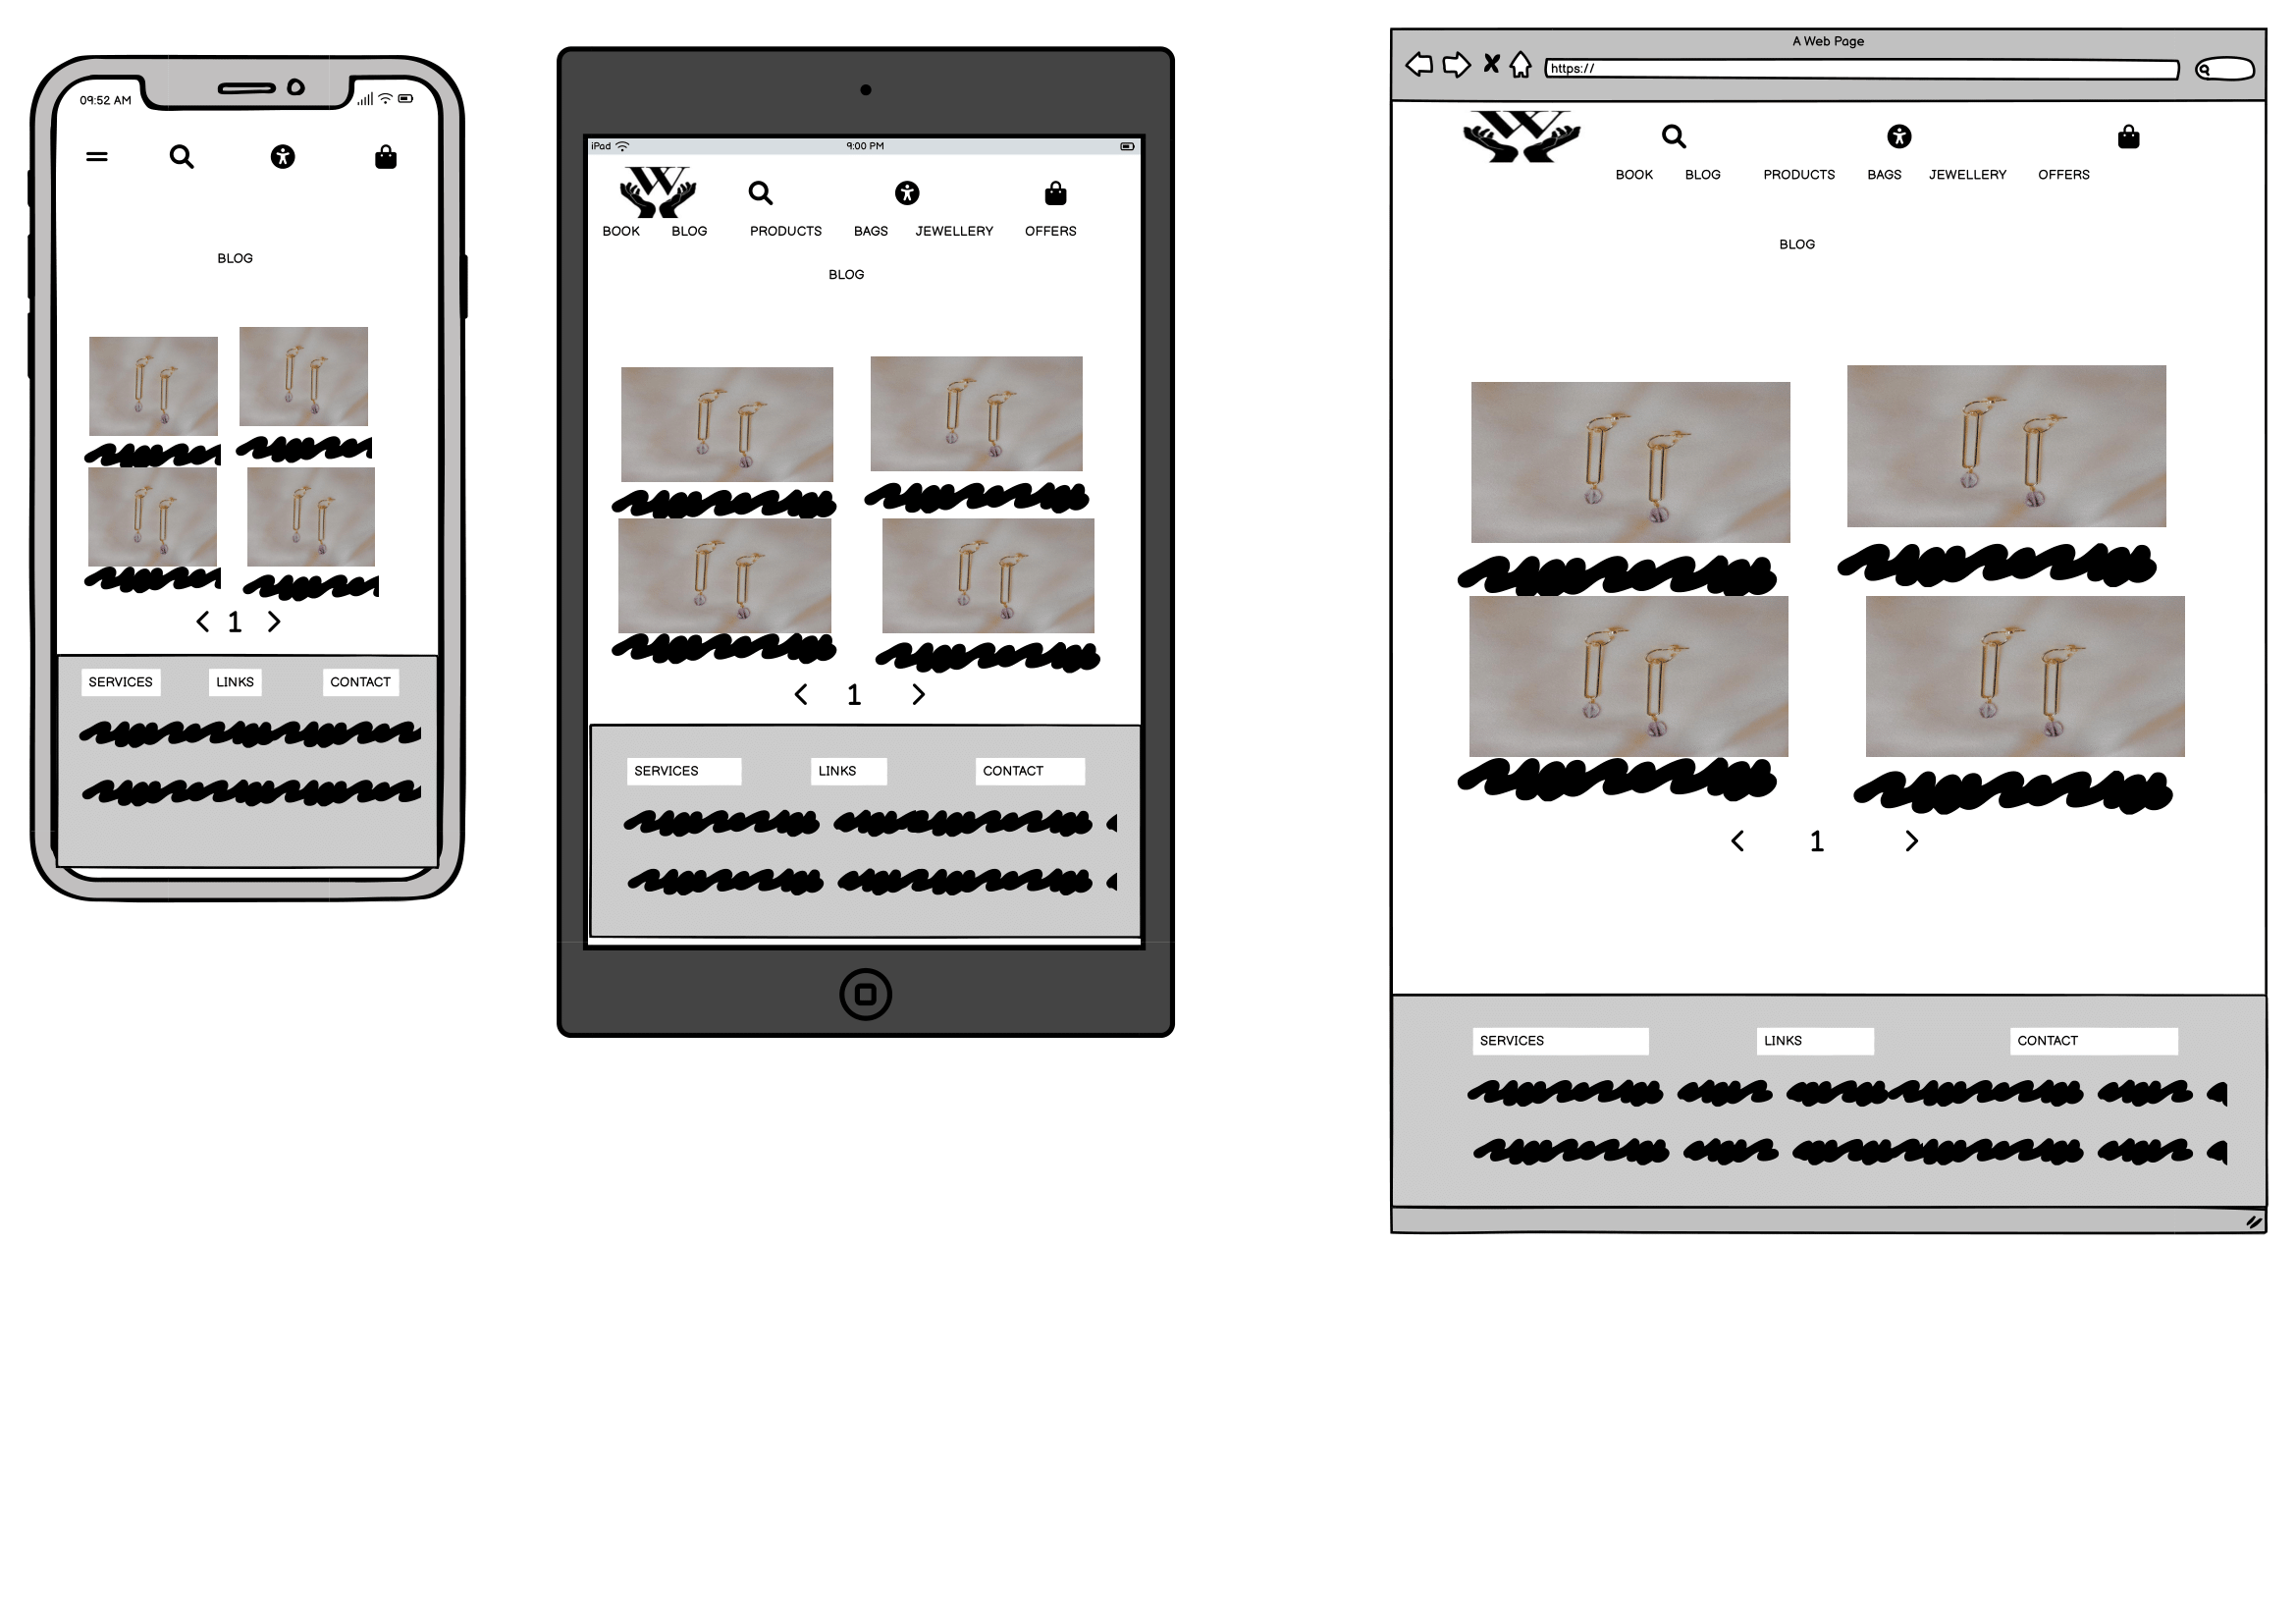 09:52 AM
BLOG
1
SERVICES LINKS CONTACT
iPad 9:00 PM
W
BOOK BLOG PRODUCTS BAGS JEWELLERY OFFERS
BLOG
1
SERVICES LINKS CONTACT
A Web Page
https://
W
BOOK BLOG PRODUCTS BAGS JEWELLERY OFFERS
BLOG
1
SERVICES LINKS CONTACT